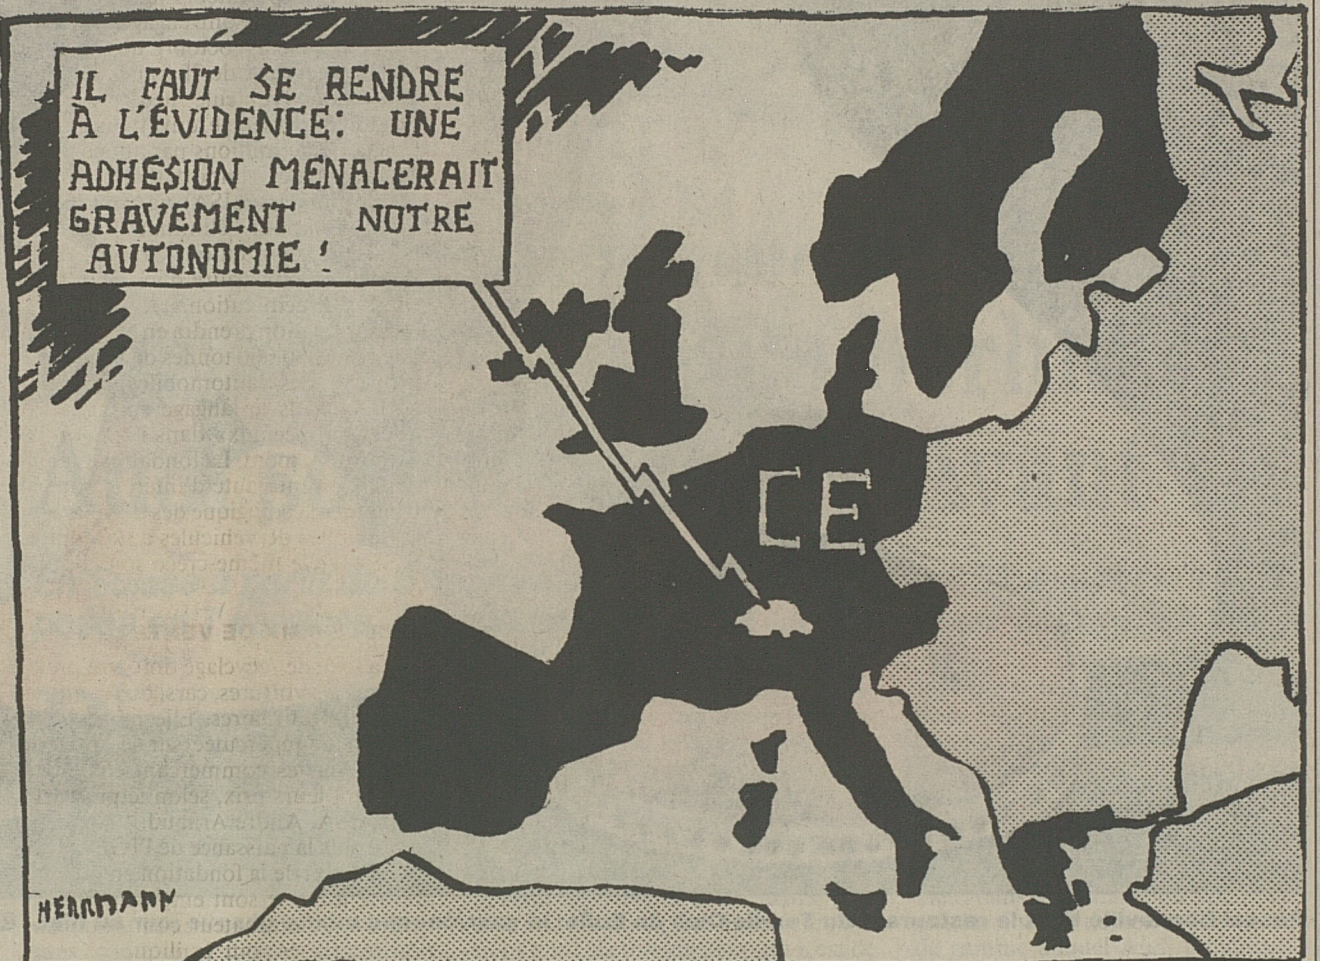 IL FAUT SE RENDRE
À L'ÉVIDENCE: UNE
ADHÉSION MENACERAIT
GRAVEMENT NOTRE
AUTONOMIE !
CE
HERRMANN